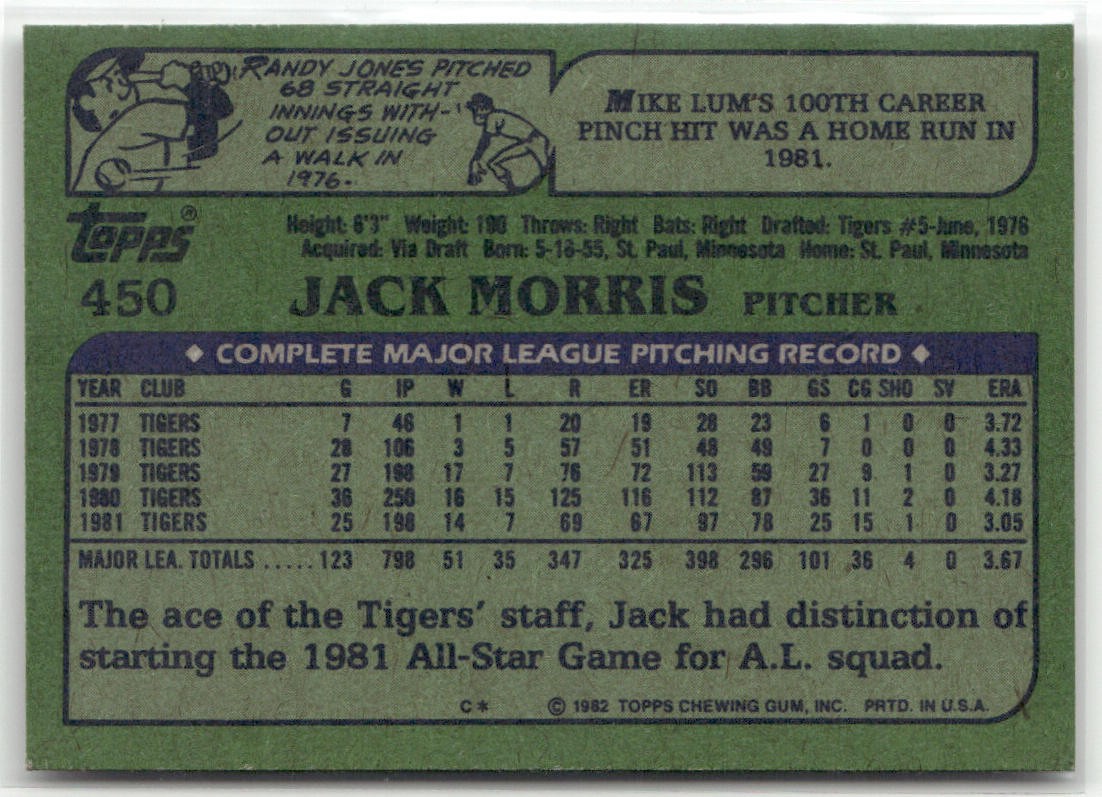 RANDY JONES PITCHED
68 STRAIGHT
INNINGS WITH-
OUT ISSUING
A WALK IN
1976.
MIKE LUM'S 100TH CAREER
PINCH HIT WAS A HOME RUN IN
1981.
Topps®
450
Height: 6'3" Weight: 190 Throws: Right Bats: Right Drafted: Tigers #5-June, 1976
Acquired: Via Draft Born: 5-16-55, St. Paul, Minnesota Home: St. Paul, Minnesota
JACK MORRIS PITCHER
◆ COMPLETE MAJOR LEAGUE PITCHING RECORD ◆
YEAR CLUB G IP W L R ER SO BB GS CG SHO SV ERA
1977 TIGERS 7 46 1 1 20 19 28 23 6 1 0 0 3.72
1978 TIGERS 28 106 3 5 57 51 48 49 7 0 0 0 4.33
1979 TIGERS 27 198 17 7 76 72 113 59 27 9 1 0 3.27
1980 TIGERS 36 250 16 15 125 116 112 87 36 11 2 0 4.18
1981 TIGERS 25 198 14 7 69 67 97 78 25 15 1 0 3.05
MAJOR LEA. TOTALS ..... 123 798 51 35 347 325 398 296 101 36 4 0 3.67
The ace of the Tigers' staff, Jack had distinction of
starting the 1981 All-Star Game for A.L. squad.
C* © 1982 TOPPS CHEWING GUM, INC. PRTD. IN U.S.A.